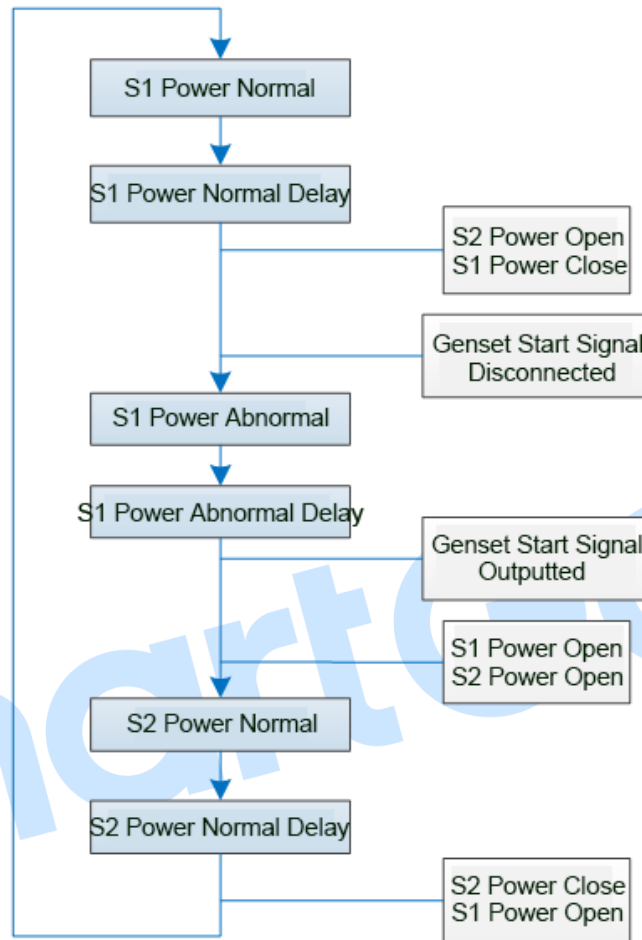 S1 Power Normal
S1 Power Normal Delay
S2 Power Open
S1 Power Close
Genset Start Signal
Disconnected
S1 Power Abnormal
S1 Power Abnormal Delay
Genset Start Signal
Outputted
S1 Power Open
S2 Power Open
S2 Power Normal
S2 Power Normal Delay
S2 Power Close
S1 Power Open